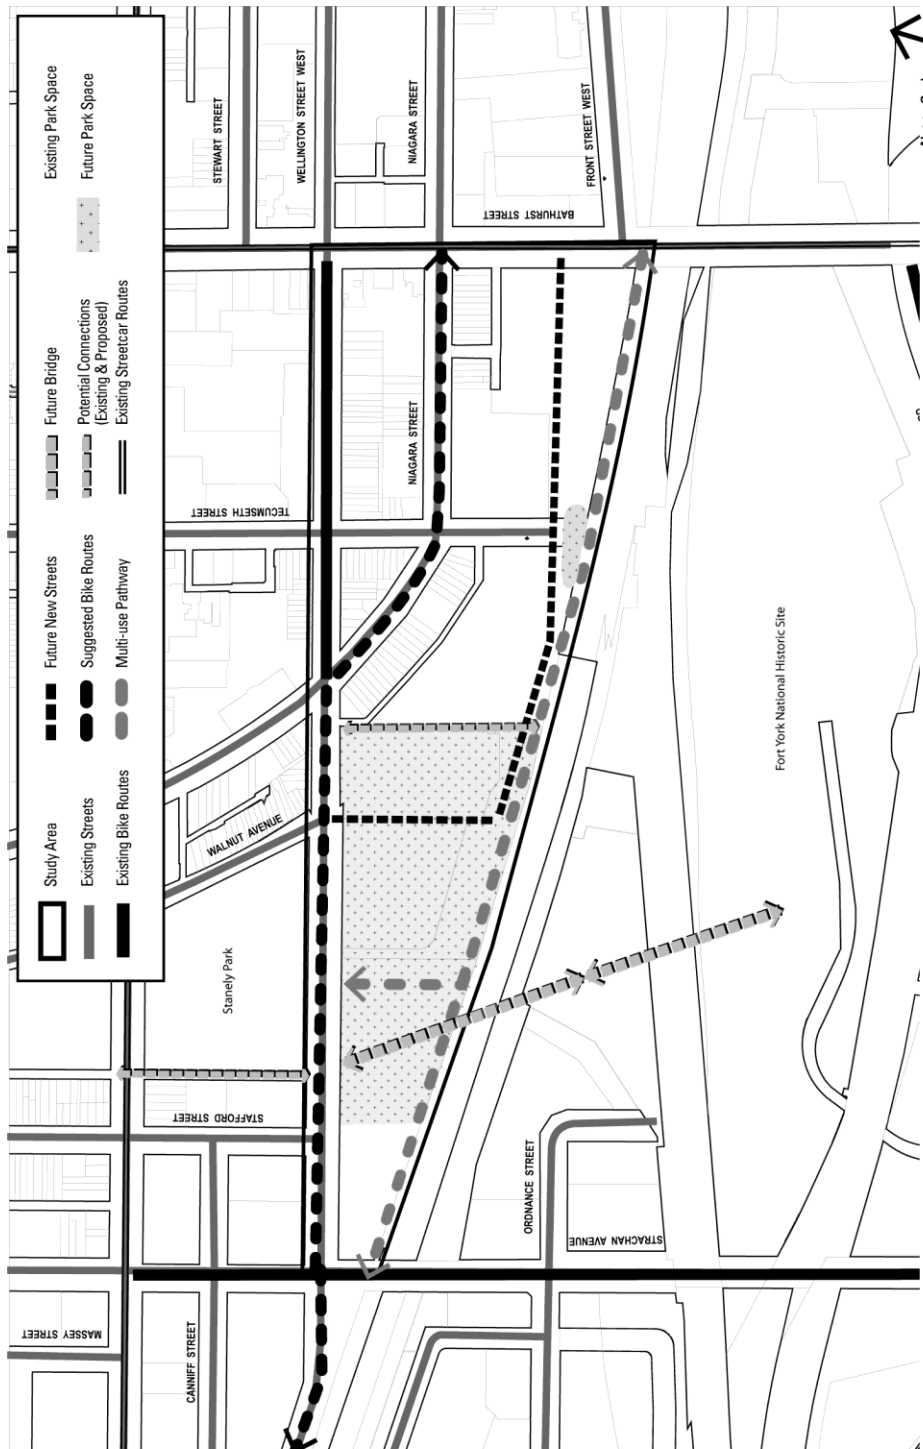 Study Area
Existing Streets
Existing Bike Routes
Future New Streets
Suggested Bike Routes
Multi-use Pathway
Future Bridge
Potential Connections
(Existing & Proposed)
Existing Streetcar Routes
Existing Park Space
Future Park Space
STEWART STREET
WELLINGTON STREET WEST
NIAGARA STREET
FRONT STREET WEST
BATHURST STREET
NIAGARA STREET
TECUMSETH STREET
WALNUT AVENUE
Stanely Park
STAFFORD STREET
Fort York National Historic Site
ORDNANCE STREET
STRACHAN AVENUE
MASSEY STREET
CANNIFF STREET